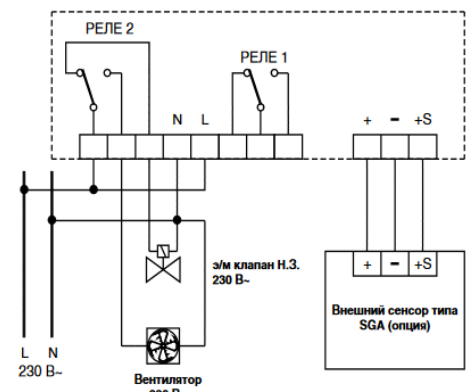 РЕЛЕ 2
РЕЛЕ 1
N L
+ - +S
+ - +S
э/м клапан Н.З.
230 В~
Внешний сенсор типа
SGA (опция)
L N
230 В~
Вентилятор